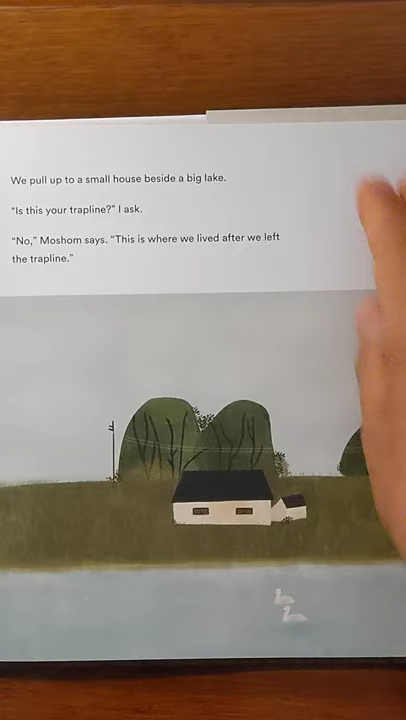 We pull up to a small house beside a big lake.
“Is this your trapline?” I ask.
“No,” Moshom says. “This is where we lived after we left
the trapline.”